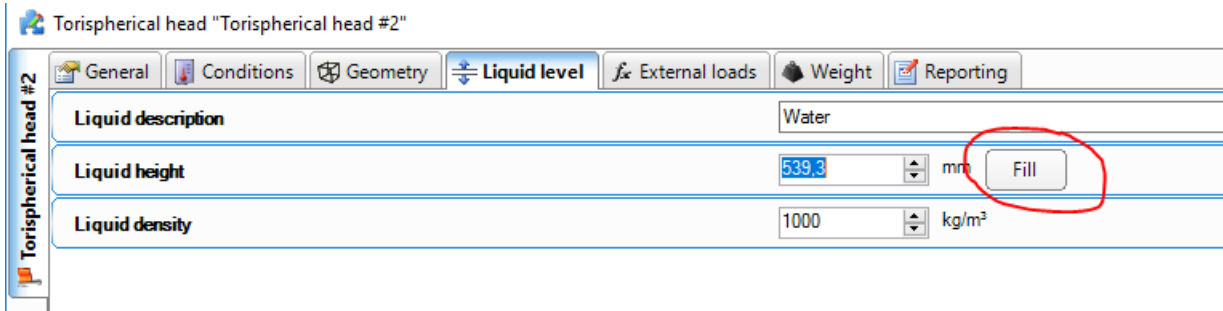 Torispherical head "Torispherical head #2"
Torispherical head #2
General Conditions Geometry Liquid level fx External loads Weight Reporting
Liquid description Water
Liquid height 539,3 mm Fill
Liquid density 1000 kg/m³